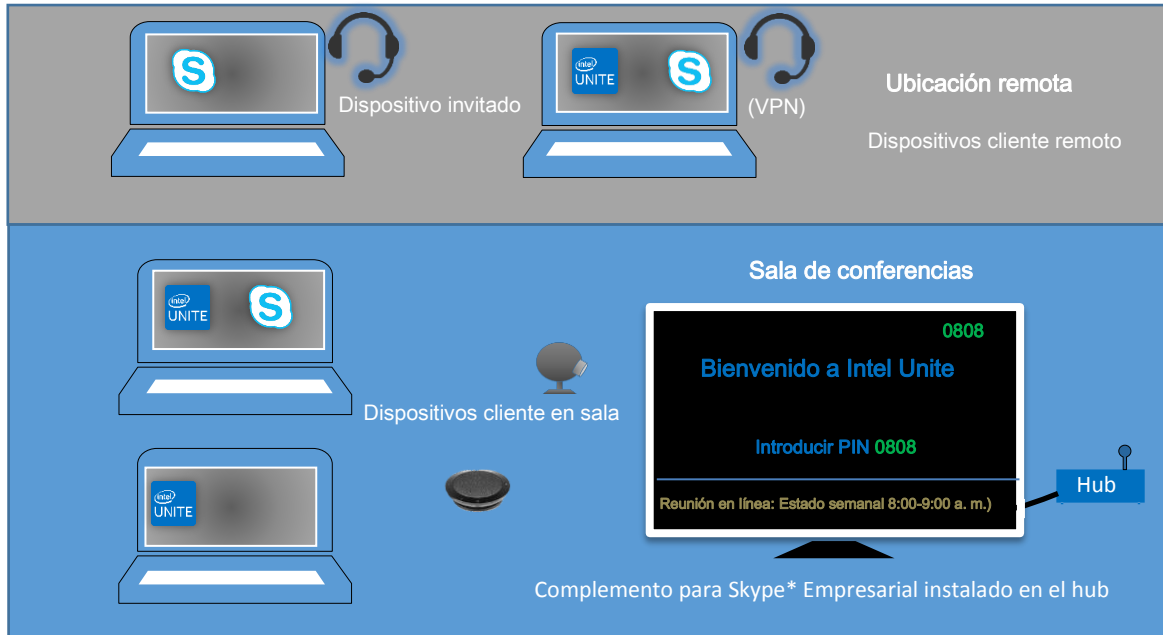 S
Dispositivo invitado
(intel)
UNITE
S
(VPN)
Ubicación remota
Dispositivos cliente remoto
(intel)
UNITE
S
Dispositivos cliente en sala
(intel)
UNITE
Sala de conferencias
0808
Bienvenido a Intel Unite
Introducir PIN 0808
Reunión en línea: Estado semanal 8:00-9:00 a. m.)
Hub
Complemento para Skype* Empresarial instalado en el hub